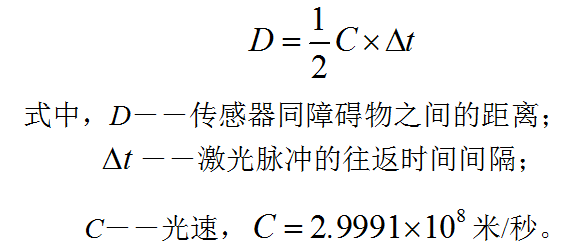 D = 1/2 C × Δt
式中，D－－传感器同障碍物之间的距离；
Δt －－激光脉冲的往返时间间隔；
C－－光速，C = 2.9991×10⁸ 米/秒。